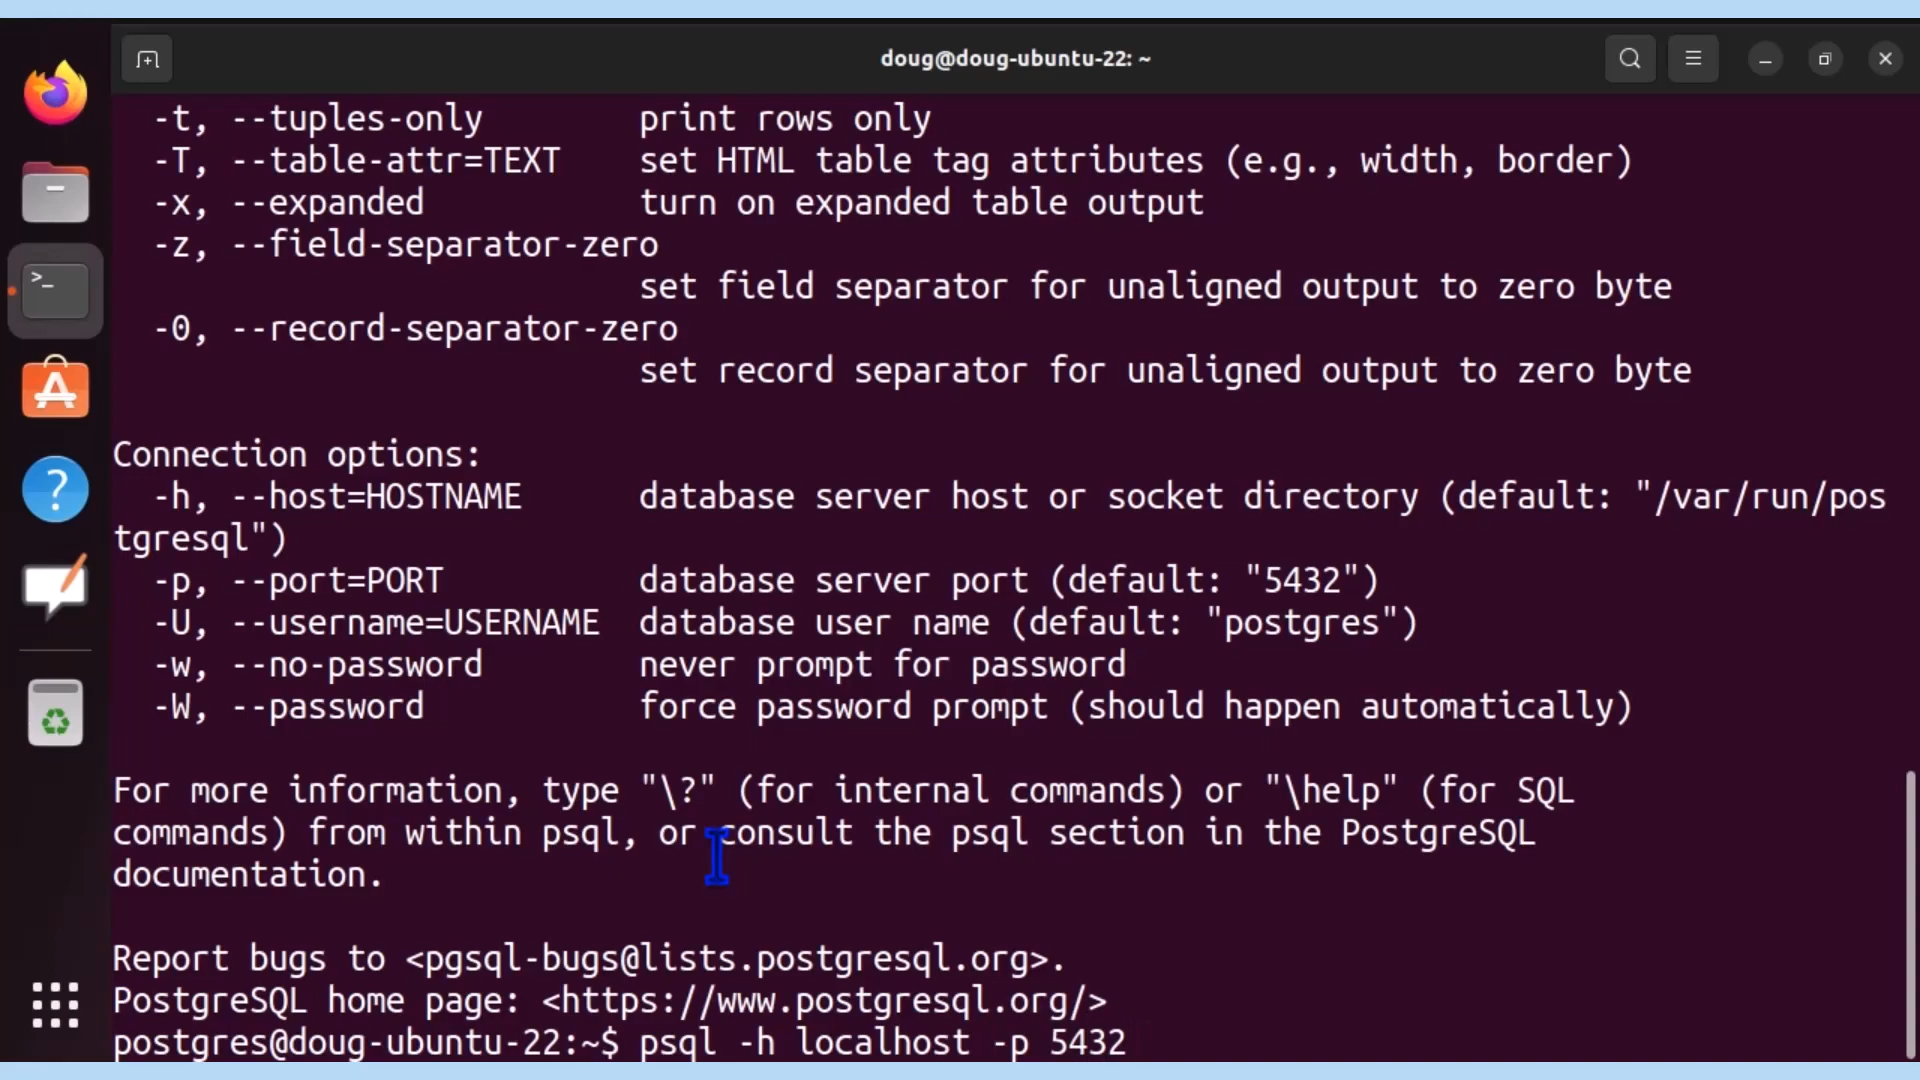 doug@doug-ubuntu-22: ~
-t, --tuples-only        print rows only
-T, --table-attr=TEXT    set HTML table tag attributes (e.g., width, border)
-x, --expanded           turn on expanded table output
-z, --field-separator-zero
set field separator for unaligned output to zero byte
-0, --record-separator-zero
set record separator for unaligned output to zero byte
Connection options:
-h, --host=HOSTNAME      database server host or socket directory (default: "/var/run/pos
tgresql")
-p, --port=PORT          database server port (default: "5432")
-U, --username=USERNAME  database user name (default: "postgres")
-w, --no-password        never prompt for password
-W, --password           force password prompt (should happen automatically)
For more information, type "\?" (for internal commands) or "\help" (for SQL
commands) from within psql, or consult the psql section in the PostgreSQL
documentation.
Report bugs to <pgsql-bugs@lists.postgresql.org>.
PostgreSQL home page: <https://www.postgresql.org/>
postgres@doug-ubuntu-22:~$ psql -h localhost -p 5432